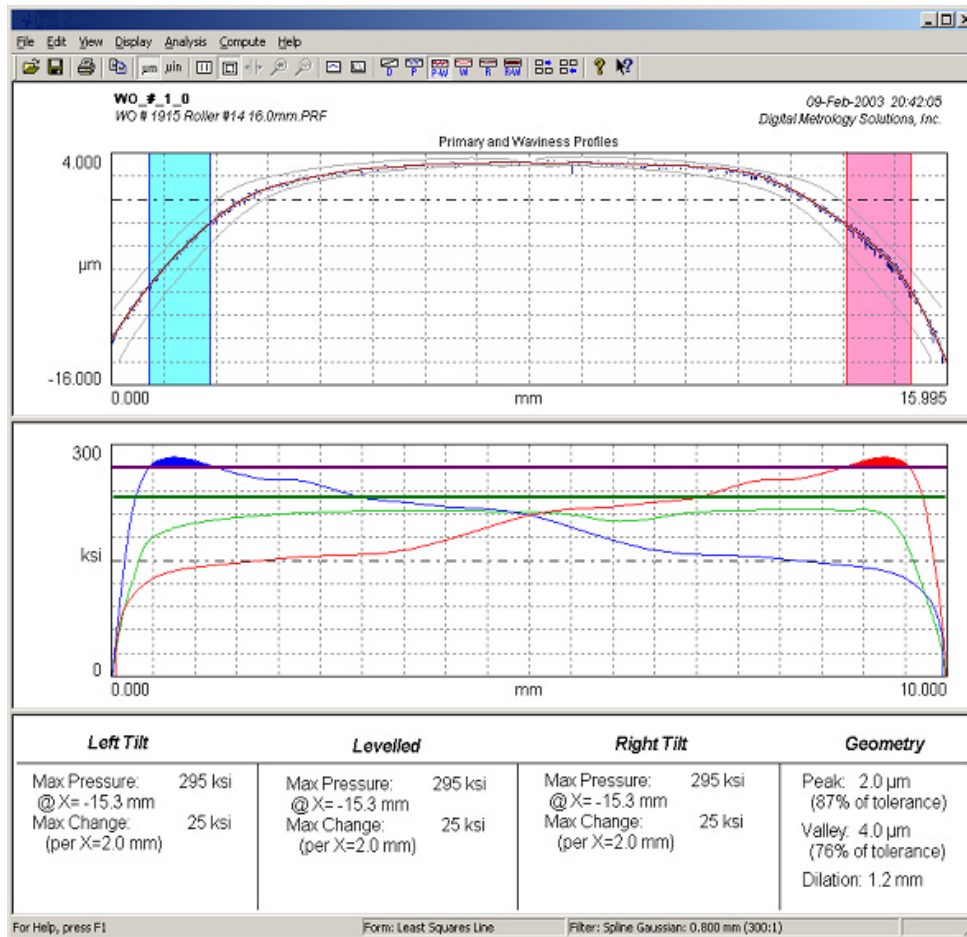 File Edit View Display Analysis Compute Help
µm µin D P P-W W R R-W
WO_#_1_0
WO # 1915 Roller #14 16.0mm.PRF
09-Feb-2003 20:42:05
Digital Metrology Solutions, Inc.
Primary and Waviness Profiles
4.000
µm
-16.000
0.000 mm 15.995
300
ksi
0
0.000 mm 10.000
Left Tilt
Max Pressure: 295 ksi
@ X= -15.3 mm
Max Change: 25 ksi
(per X=2.0 mm)
Levelled
Max Pressure: 295 ksi
@ X= -15.3 mm
Max Change: 25 ksi
(per X=2.0 mm)
Right Tilt
Max Pressure: 295 ksi
@ X= -15.3 mm
Max Change: 25 ksi
(per X=2.0 mm)
Geometry
Peak: 2.0 µm
(87% of tolerance)
Valley: 4.0 µm
(76% of tolerance)
Dilation: 1.2 mm
For Help, press F1 Form: Least Squares Line Filter: Spline Gaussian: 0.800 mm (300:1)